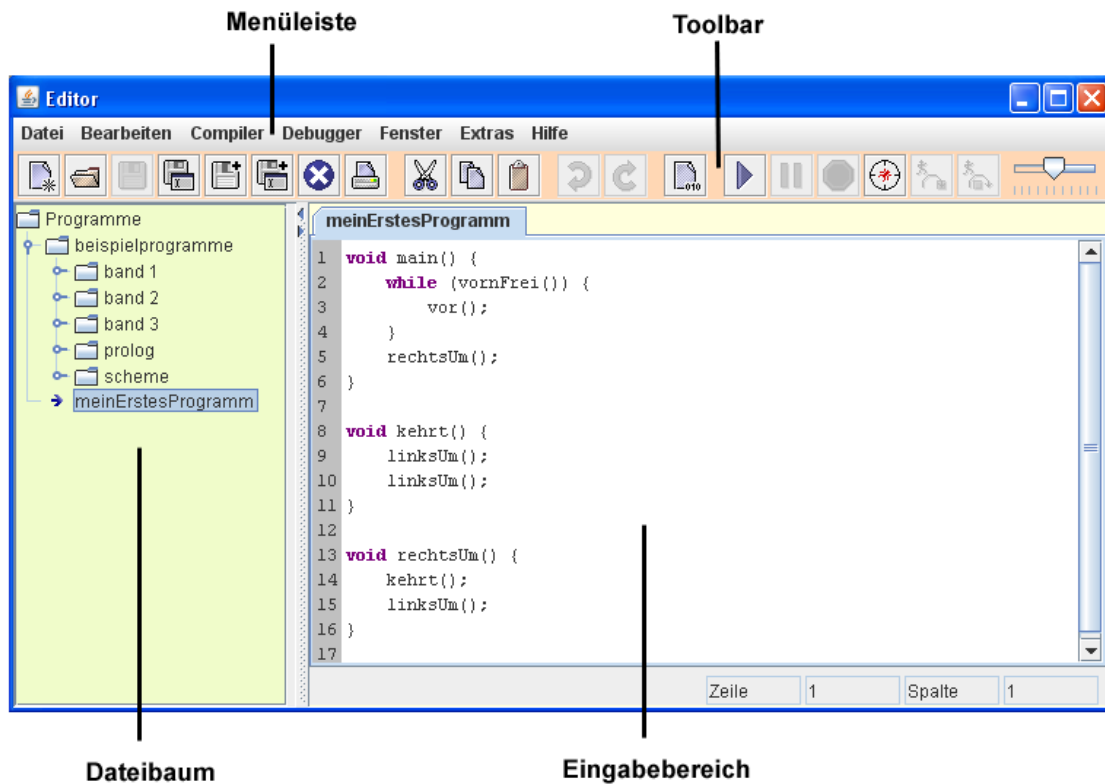 Menüleiste
Toolbar
Editor
Datei Bearbeiten Compiler Debugger Fenster Extras Hilfe
010
Programme
beispielprogramme
band 1
band 2
band 3
prolog
scheme
meinErstesProgramm
meinErstesProgramm
1 void main() {
2     while (vornFrei()) {
3         vor();
4     }
5     rechtsUm();
6 }
7
8 void kehrt() {
9     linksUm();
10     linksUm();
11 }
12
13 void rechtsUm() {
14     kehrt();
15     linksUm();
16 }
17
Zeile 1 Spalte 1
Dateibaum
Eingabebereich